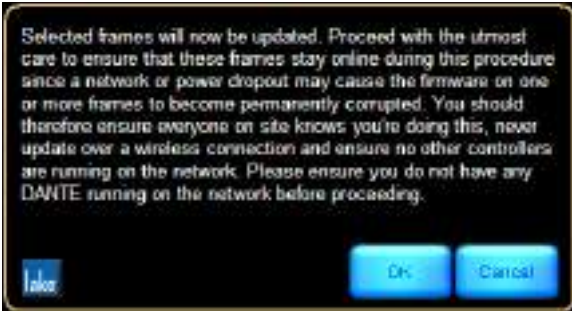 Selected frames will now be updated. Proceed with the utmost
care to ensure that these frames stay online during this procedure
since a network or power dropout may cause the firmware on one
or more frames to become permanently corrupted. You should
therefore ensure everyone on site knows you're doing this, never
update over a wireless connection and ensure no other controllers
are running on the network. Please ensure you do not have any
DANTE running on the network before proceeding.
lake
OK
Cancel